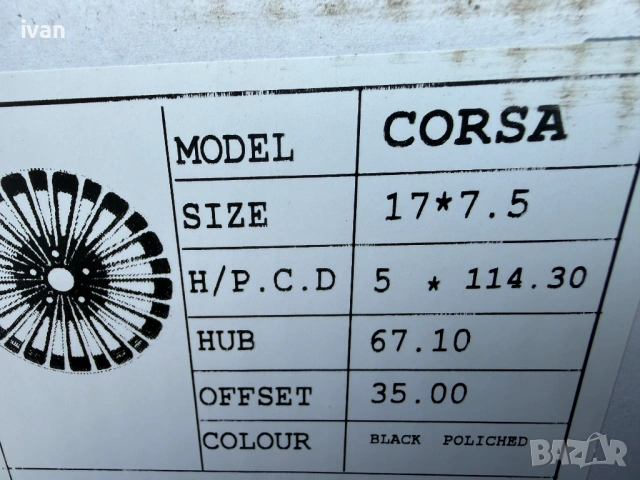 ivan
MODEL CORSA
SIZE 17*7.5
H/P.C.D 5 * 114.30
HUB 67.10
OFFSET 35.00
COLOUR BLACK POLICHED
BAZAR